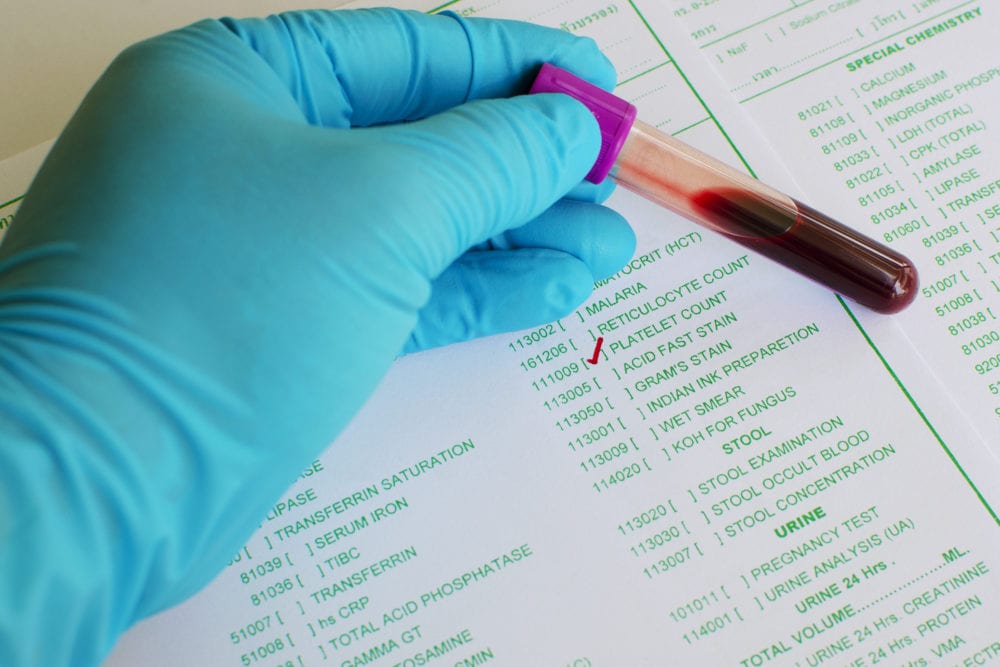 Sodium Citrate
[ ] NaF
SPECIAL CHEMISTRY
81021 [ ] CALCIUM
81108 [ ] MAGNESIUM
81109 [ ] INORGANIC PHOSP
81033 [ ] LDH (TOTAL)
81022 [ ] CPK (TOTAL)
81105 [ ] AMYLASE
81034 [ ] LIPASE
81060 [ ] TRANSF
81039 [ ] SE
81036 [ ] T
51007 [
51008 [
81038 [
81030
MATOCRIT (HCT)
113002 [ ] MALARIA
161206 [ ] RETICULOCYTE COUNT
111009 [✓] PLATELET COUNT
113005 [ ] ACID FAST STAIN
113050 [ ] GRAM'S STAIN
113001 [ ] INDIAN INK PREPARETION
113009 [ ] WET SMEAR
114020 [ ] KOH FOR FUNGUS
STOOL
113020 [ ] STOOL EXAMINATION
113030 [ ] STOOL OCCULT BLOOD
113007 [ ] STOOL CONCENTRATION
URINE
101011 [ ] PREGNANCY TEST
114001 [ ] URINE ANALYSIS (UA)
URINE 24 Hrs .
TOTAL VOLUME....................ML.
URINE 24 Hrs. CREATININE
URINE 24 Hrs. PROTEIN
VMA
LIPASE
] TRANSFERRIN SATURATION
81039 [ ] SERUM IRON
81036 [ ] TIBC
[ ] TRANSFERRIN
51007 [ ] hs CRP
51008 [ ] TOTAL ACID PHOSPHATASE
GAMMA GT